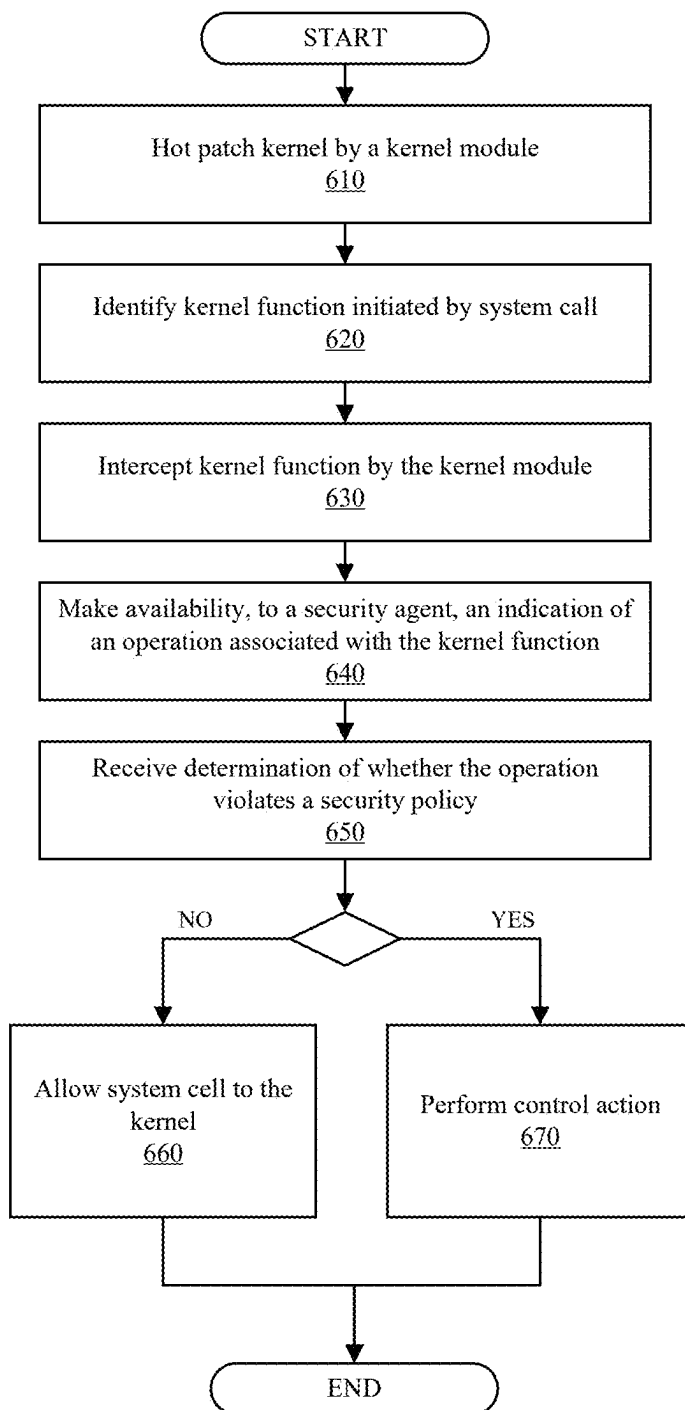 START
Hot patch kernel by a kernel module
610
Identify kernel function initiated by system call
620
Intercept kernel function by the kernel module
630
Make availability, to a security agent, an indication of
an operation associated with the kernel function
640
Receive determination of whether the operation
violates a security policy
650
NO
YES
Allow system cell to the
kernel
660
Perform control action
670
END